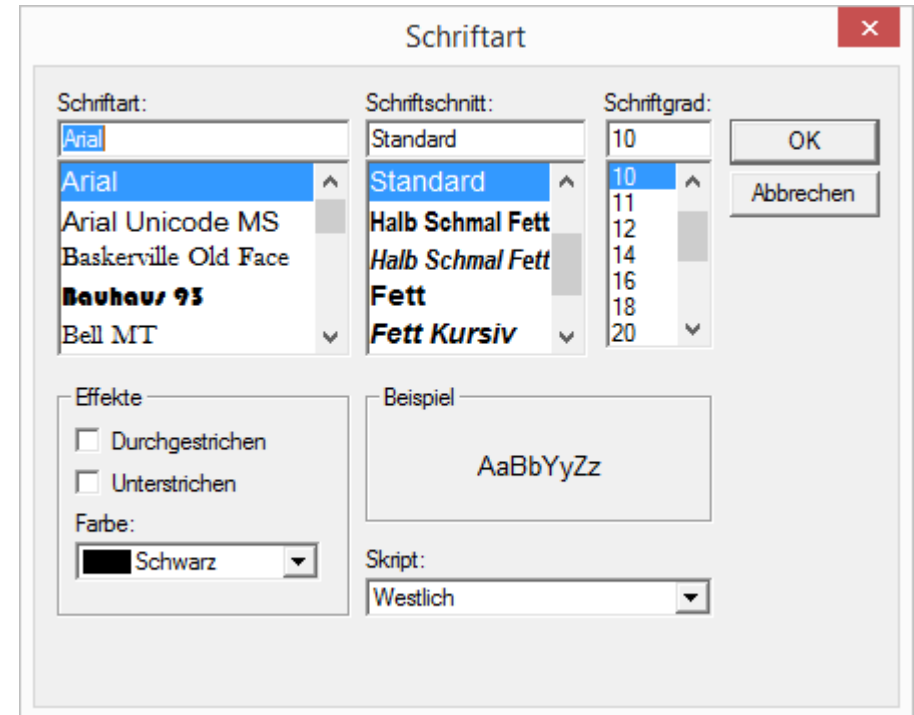 Schriftart
Schriftart:
Schriftschnitt:
Schriftgrad:
Arial
Standard
10
OK
Abbrechen
Arial
Arial Unicode MS
Baskerville Old Face
Bauhaus 93
Bell MT
Standard
Halb Schmal Fett
Halb Schmal Fett
Fett
Fett Kursiv
10
11
12
14
16
18
20
Effekte
Durchgestrichen
Unterstrichen
Farbe:
Schwarz
Beispiel
AaBbYyZz
Skript:
Westlich